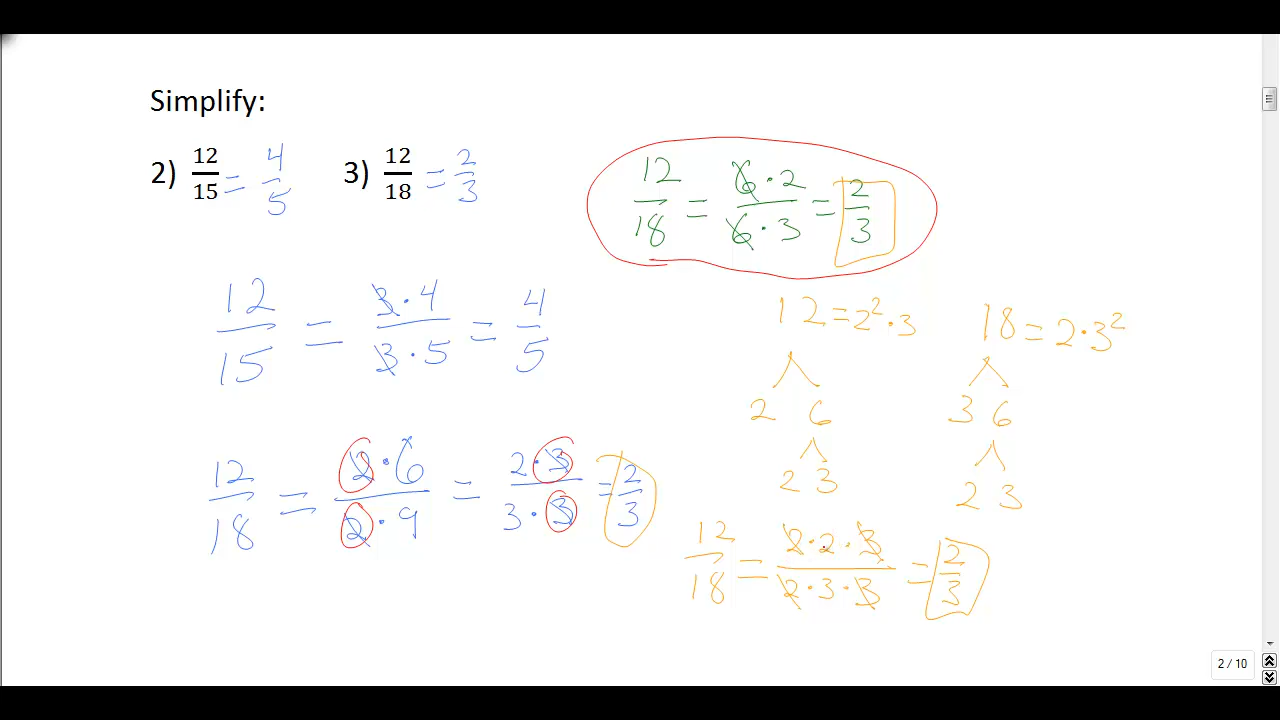 Simplify:
2) 12/15 = 4/5
3) 12/18 = 2/3
12/18 = 6·2/6·3 = 2/3
12/15 = 3·4/3·5 = 4/5
12 = 2²·3
2 6
2 3
18 = 2·3²
3 6
2 3
12/18 = 2·6/2·9 = 2·3/3·3 = 2/3
12/18 = 2·2·3/2·3·3 = 2/3
2 / 10